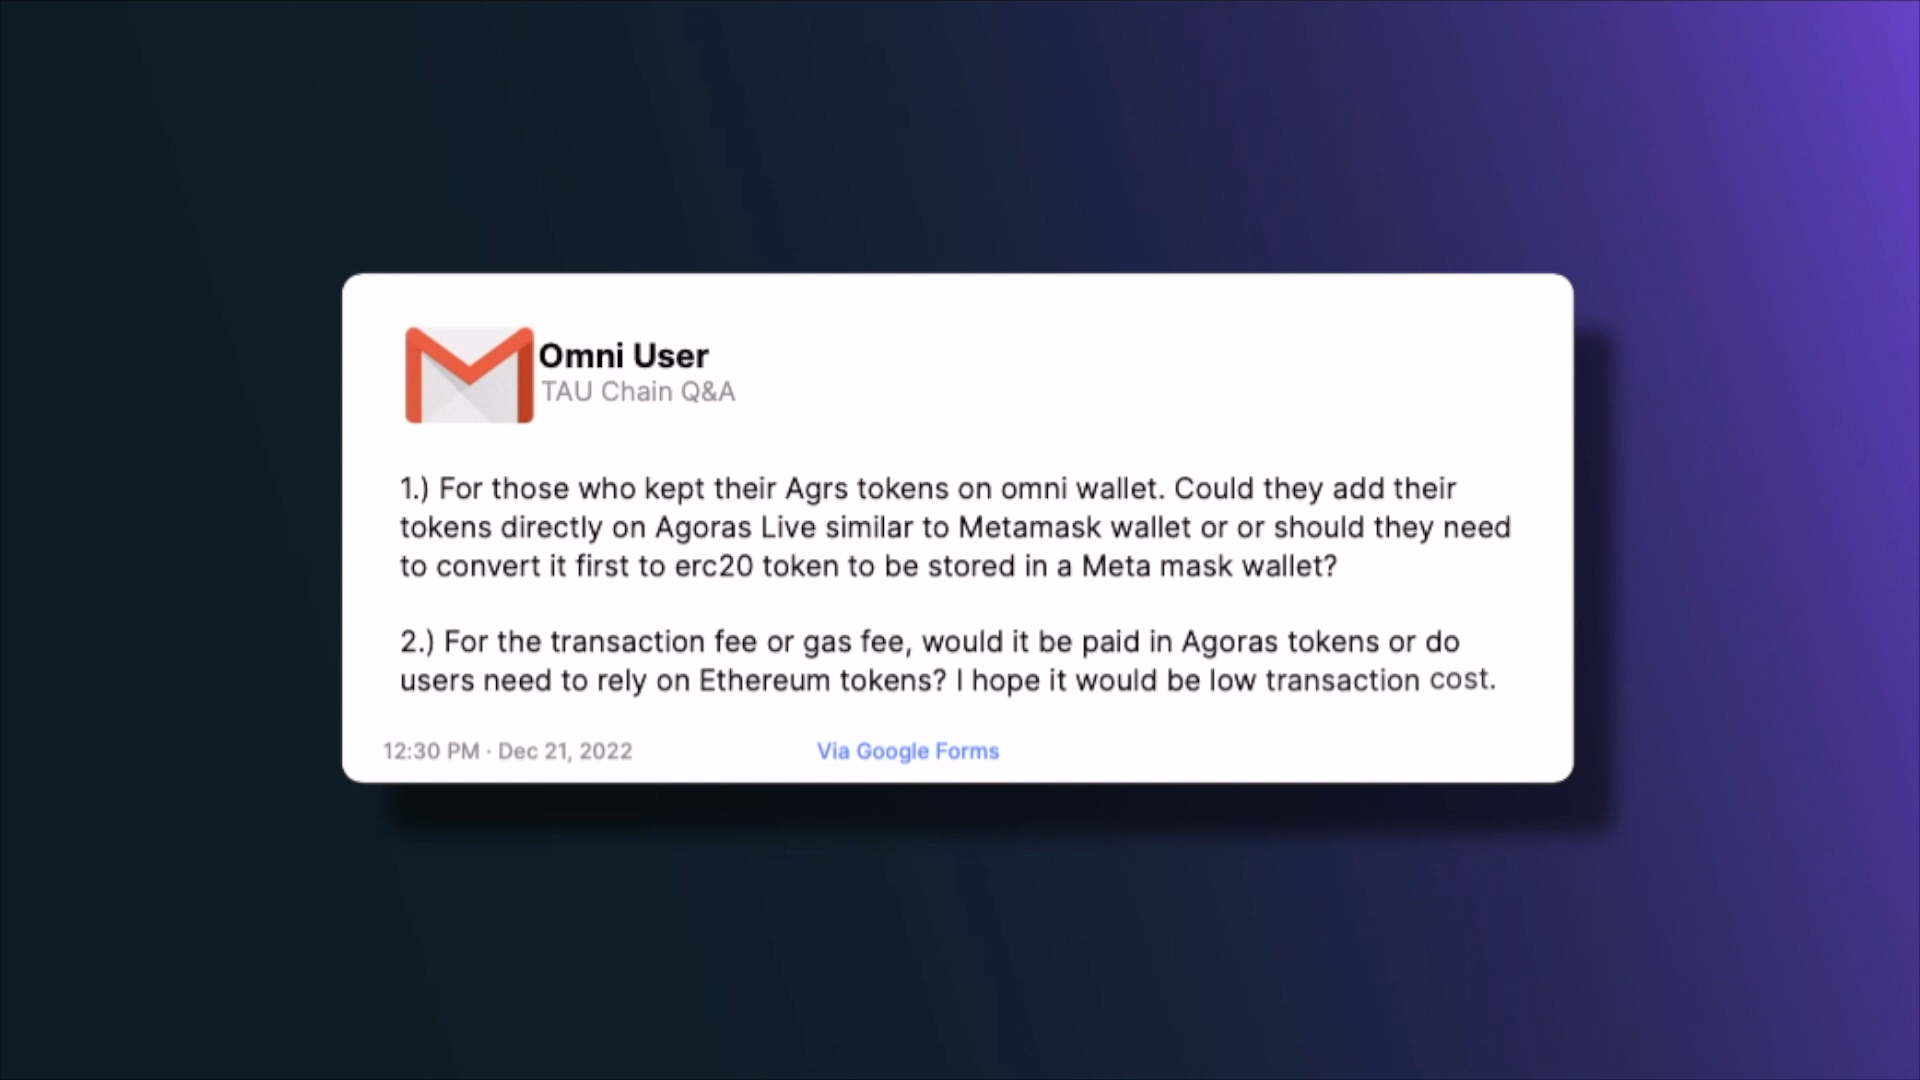 Omni User
TAU Chain Q&A
1.) For those who kept their Agrs tokens on omni wallet. Could they add their
tokens directly on Agoras Live similar to Metamask wallet or or should they need
to convert it first to erc20 token to be stored in a Meta mask wallet?
2.) For the transaction fee or gas fee, would it be paid in Agoras tokens or do
users need to rely on Ethereum tokens? I hope it would be low transaction cost.
12:30 PM · Dec 21, 2022 Via Google Forms